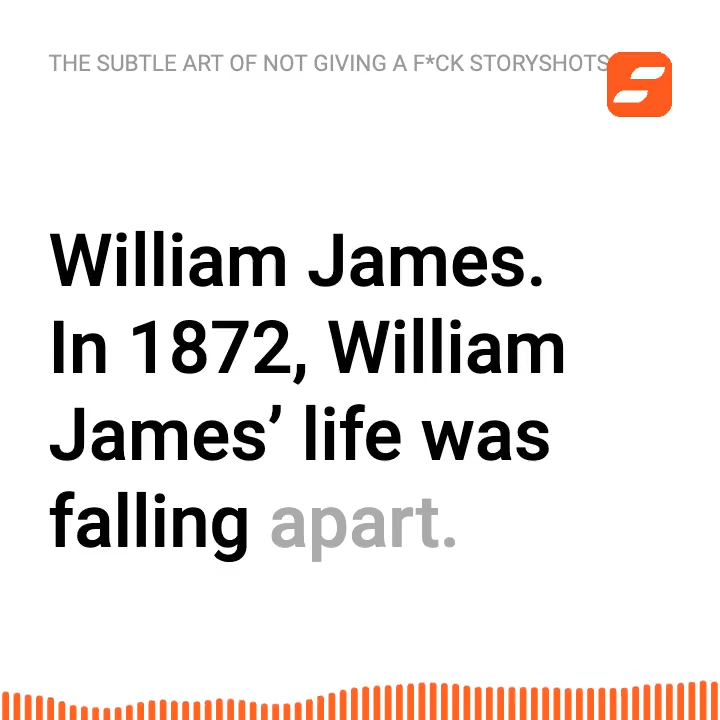 THE SUBTLE ART OF NOT GIVING A F*CK STORYSHOTS
William James.
In 1872, William
James’ life was
falling apart.